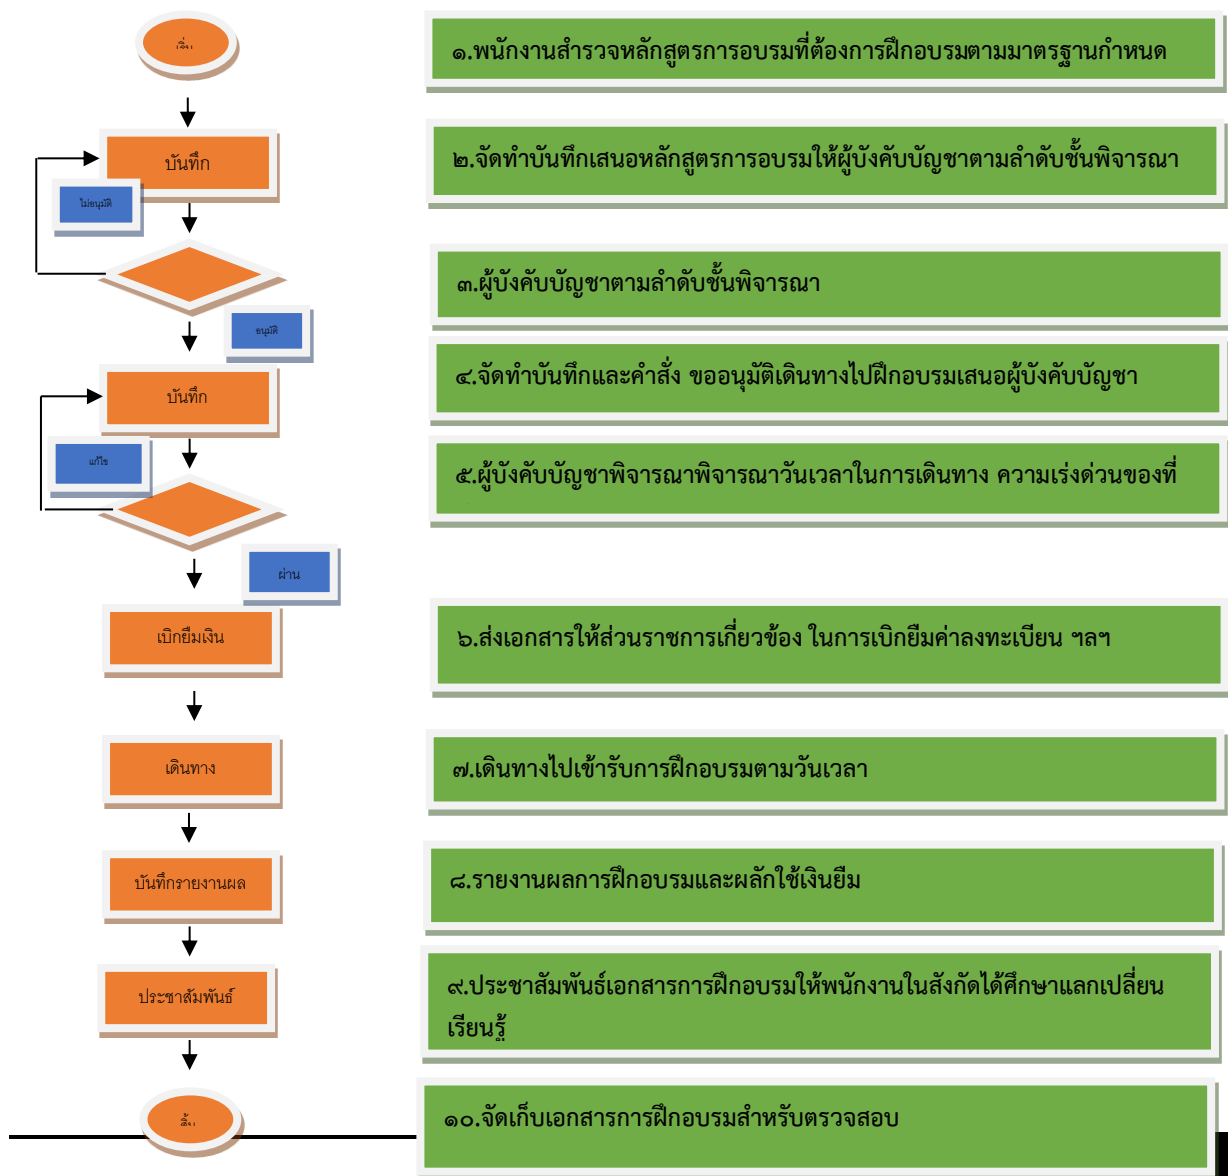 ๑.พนักงานสำรวจหลักสูตรการอบรมที่ต้องการฝึกอบรมตามมาตรฐานกำหนด
บันทึก
๒.จัดทำบันทึกเสนอหลักสูตรการอบรมให้ผู้บังคับบัญชาตามลำดับชั้นพิจารณา
ไม่อนุมัติ
๓.ผู้บังคับบัญชาตามลำดับชั้นพิจารณา
อนุมัติ
บันทึก
๔.จัดทำบันทึกและคำสั่ง ขออนุมัติเดินทางไปฝึกอบรมเสนอผู้บังคับบัญชา
แก้ไข
๕.ผู้บังคับบัญชาพิจารณาพิจารณาวันเวลาในการเดินทาง ความเร่งด่วนของที่
ผ่าน
เบิกยืมเงิน
๖.ส่งเอกสารให้ส่วนราชการเกี่ยวข้อง ในการเบิกยืมค่าลงทะเบียน ฯลฯ
เดินทาง
๗.เดินทางไปเข้ารับการฝึกอบรมตามวันเวลา
บันทึกรายงานผล
๘.รายงานผลการฝึกอบรมและผลักใช้เงินยืม
ประชาสัมพันธ์
๙.ประชาสัมพันธ์เอกสารการฝึกอบรมให้พนักงานในสังกัดได้ศึกษาแลกเปลี่ยน
เรียนรู้
๑๐.จัดเก็บเอกสารการฝึกอบรมสำหรับตรวจสอบ